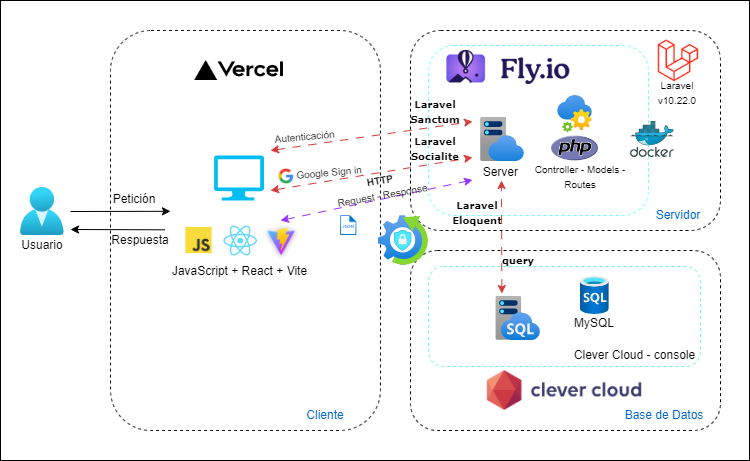 Vercel
Fly.io
Laravel
v10.22.0
Laravel
Sanctum
Autenticación
Laravel
Socialite
Google Sign in
HTTP
Request - Response
Server
php
docker
Controller - Models -
Routes
Petición
Usuario
Respuesta
JS
JSON
JavaScript + React + Vite
Laravel
Eloquent
Servidor
query
SQL
SQL
MySQL
Clever Cloud - console
clever cloud
Cliente
Base de Datos